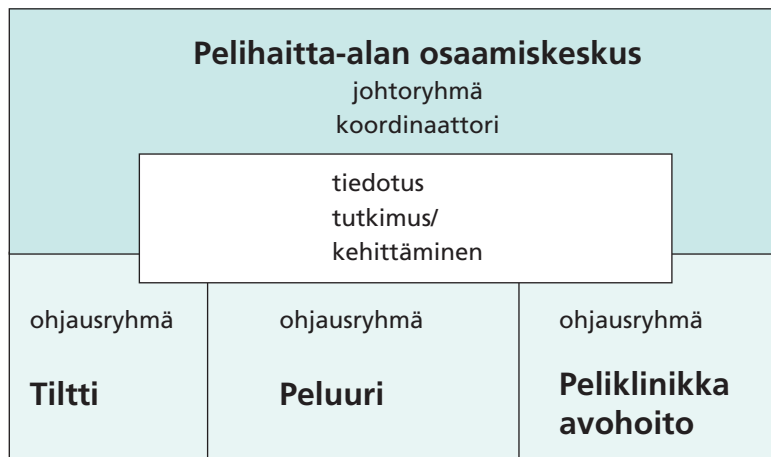 Pelihaitta-alan osaamiskeskus
johtoryhmä
koordinaattori
tiedotus
tutkimus/
kehittäminen
ohjausryhmä
Tiltti
ohjausryhmä
Peluuri
ohjausryhmä
Peliklinikka
avohoito